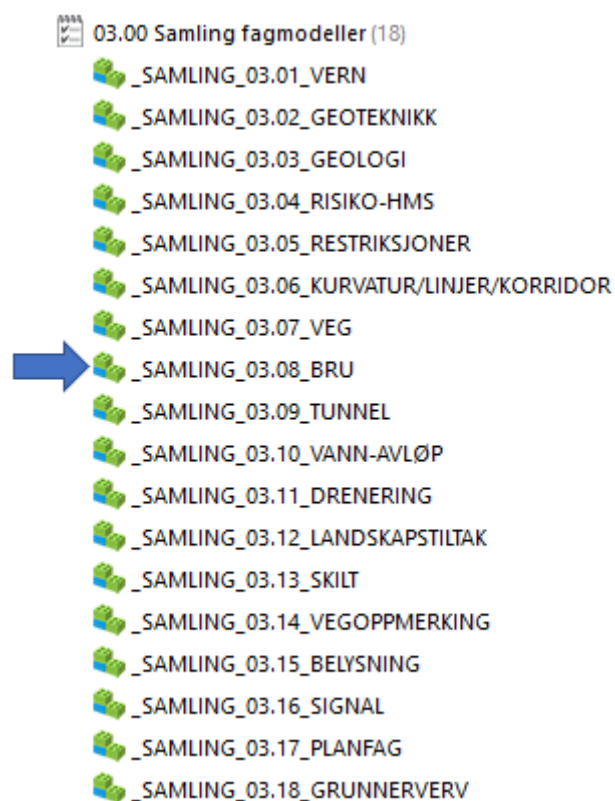 03.00 Samling fagmodeller (18)
_SAMLING_03.01_VERN
_SAMLING_03.02_GEOTEKNIKK
_SAMLING_03.03_GEOLOGI
_SAMLING_03.04_RISIKO-HMS
_SAMLING_03.05_RESTRIKSJONER
_SAMLING_03.06_KURVATUR/LINJER/KORRIDOR
_SAMLING_03.07_VEG
_SAMLING_03.08_BRU
_SAMLING_03.09_TUNNEL
_SAMLING_03.10_VANN-AVLØP
_SAMLING_03.11_DRENERING
_SAMLING_03.12_LANDSKAPSTILTAK
_SAMLING_03.13_SKILT
_SAMLING_03.14_VEGOPPMERKING
_SAMLING_03.15_BELYSNING
_SAMLING_03.16_SIGNAL
_SAMLING_03.17_PLANFAG
_SAMLING_03.18_GRUNNERVERV